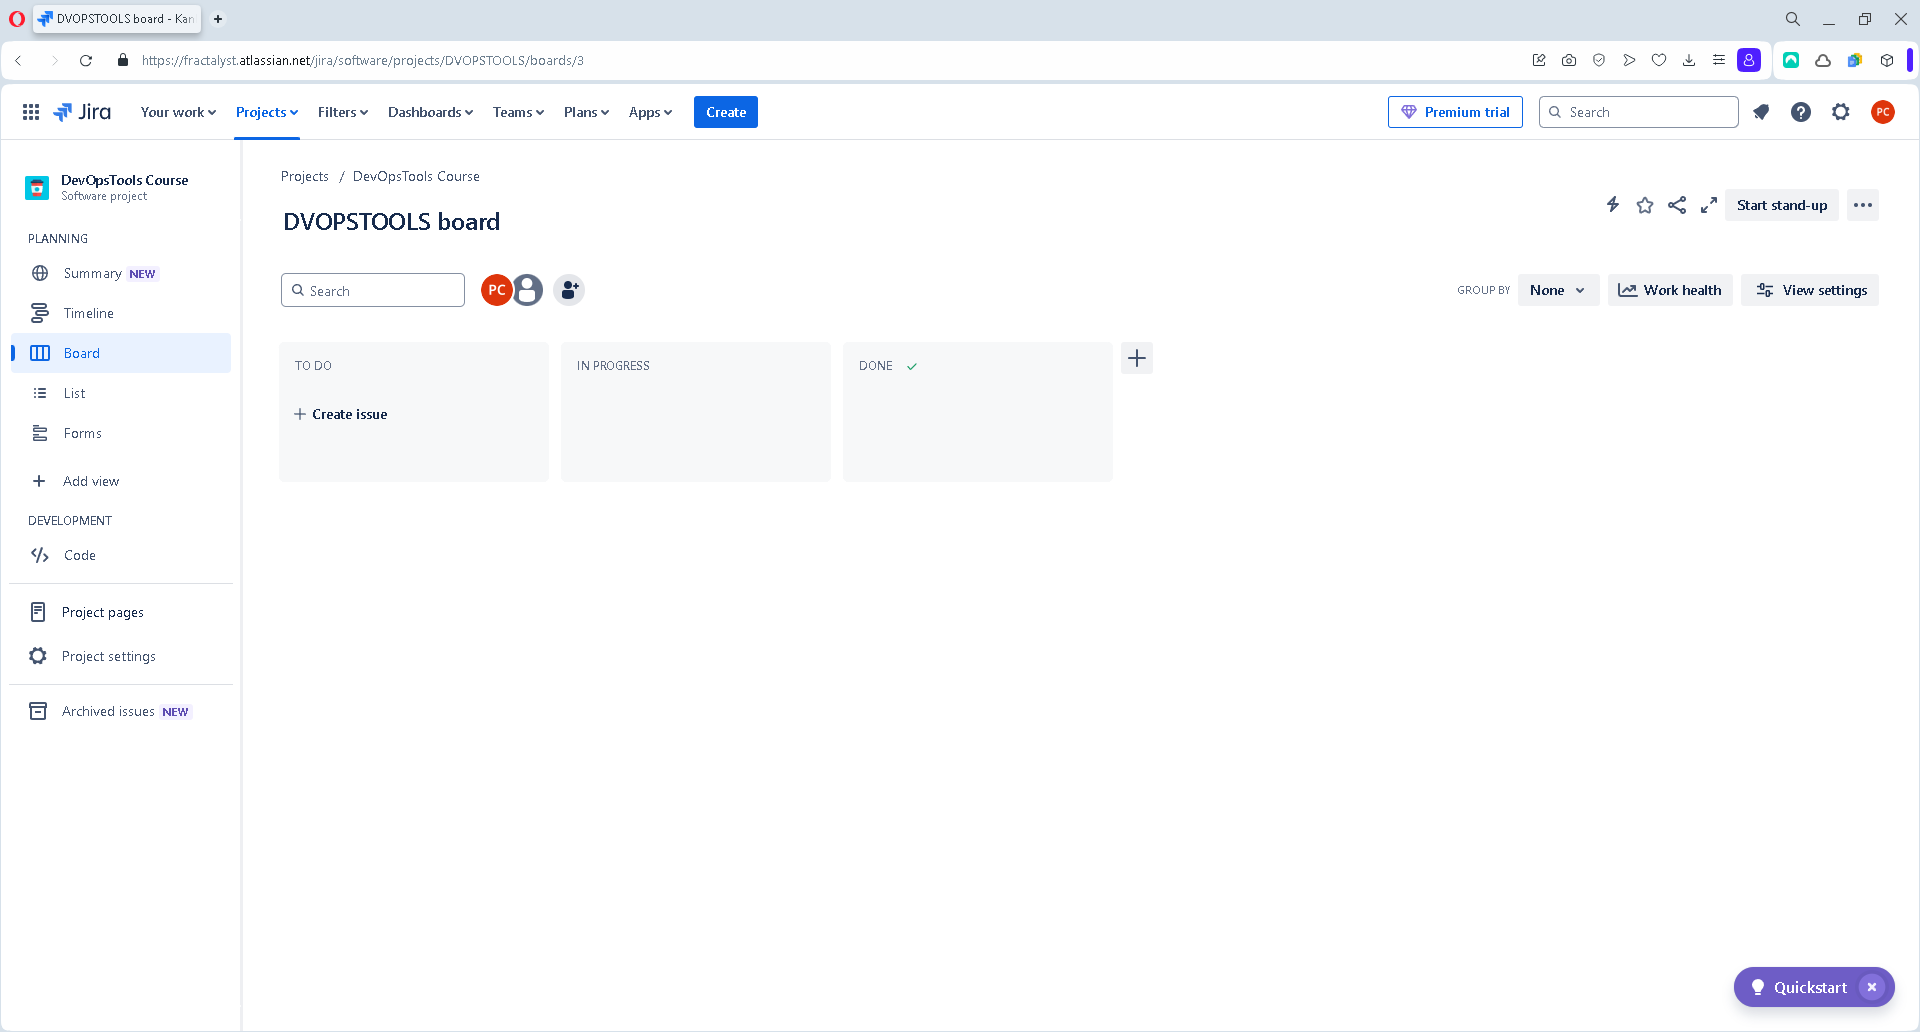 DVOPSTOOLS board - Kan
https://fractalyst.atlassian.net/jira/software/projects/DVOPSTOOLS/boards/3
Jira
Your work
Projects
Filters
Dashboards
Teams
Plans
Apps
Create
Premium trial
Search
PC
DevOpsTools Course
Software project
PLANNING
Summary NEW
Timeline
Board
List
Forms
Add view
DEVELOPMENT
Code
Project pages
Project settings
Archived issues NEW
Projects / DevOpsTools Course
DVOPSTOOLS board
Start stand-up
Search
PC
GROUP BY
None
Work health
View settings
TO DO
Create issue
IN PROGRESS
DONE
Quickstart